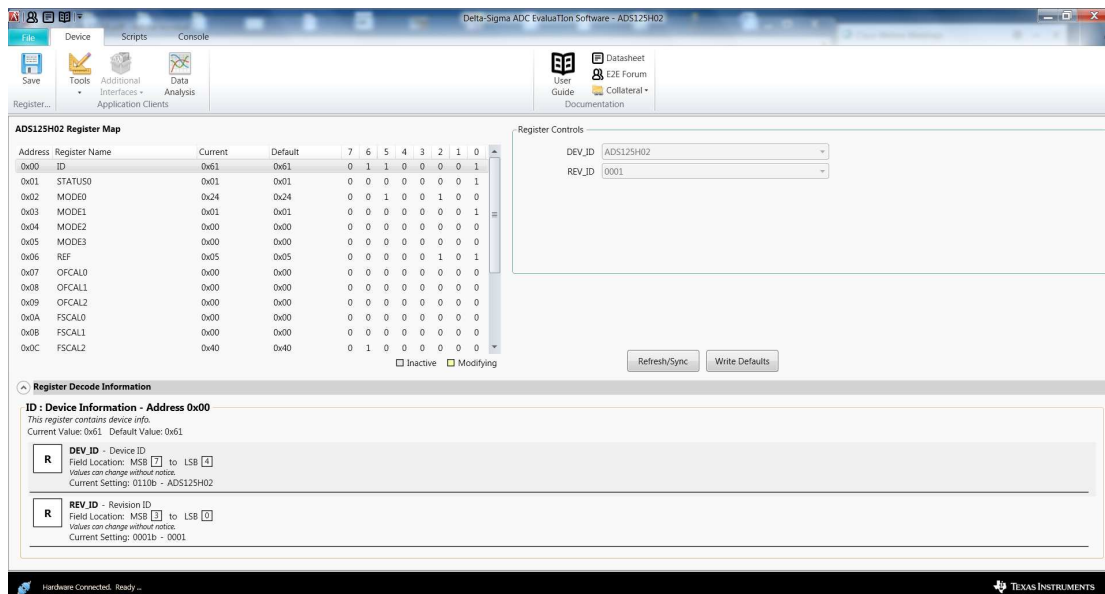 Delta-Sigma ADC EvaluaTIon Software - ADS125H02
File Device Scripts Console
Save Tools Additional Interfaces Data Analysis
Register... Application Clients
User Guide
Datasheet
E2E Forum
Collateral
Documentation
ADS125H02 Register Map
Address Register Name Current Default 7 6 5 4 3 2 1 0
0x00 ID 0x61 0x61 0 1 1 0 0 0 0 1
0x01 STATUS0 0x01 0x01 0 0 0 0 0 0 0 1
0x02 MODE0 0x24 0x24 0 0 1 0 0 1 0 0
0x03 MODE1 0x01 0x01 0 0 0 0 0 0 0 1
0x04 MODE2 0x00 0x00 0 0 0 0 0 0 0 0
0x05 MODE3 0x00 0x00 0 0 0 0 0 0 0 0
0x06 REF 0x05 0x05 0 0 0 0 0 1 0 1
0x07 OFCAL0 0x00 0x00 0 0 0 0 0 0 0 0
0x08 OFCAL1 0x00 0x00 0 0 0 0 0 0 0 0
0x09 OFCAL2 0x00 0x00 0 0 0 0 0 0 0 0
0x0A FSCAL0 0x00 0x00 0 0 0 0 0 0 0 0
0x0B FSCAL1 0x00 0x00 0 0 0 0 0 0 0 0
0x0C FSCAL2 0x40 0x40 0 1 0 0 0 0 0 0
Inactive Modifying
Register Controls
DEV_ID ADS125H02
REV_ID 0001
Refresh/Sync Write Defaults
Register Decode Information
ID : Device Information - Address 0x00
This register contains device info.
Current Value: 0x61 Default Value: 0x61
R
DEV_ID - Device ID
Field Location: MSB 7 to LSB 4
Values can change without notice.
Current Setting: 0110b - ADS125H02
R
REV_ID - Revision ID
Field Location: MSB 3 to LSB 0
Values can change without notice.
Current Setting: 0001b - 0001
Hardware Connected. Ready ...
TEXAS INSTRUMENTS